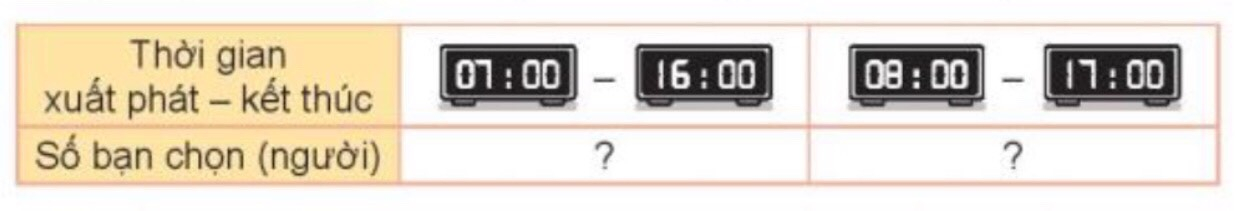 Thời gian
xuất phát – kết thúc
07:00 – 16:00
08:00 – 17:00
Số bạn chọn (người)
?
?